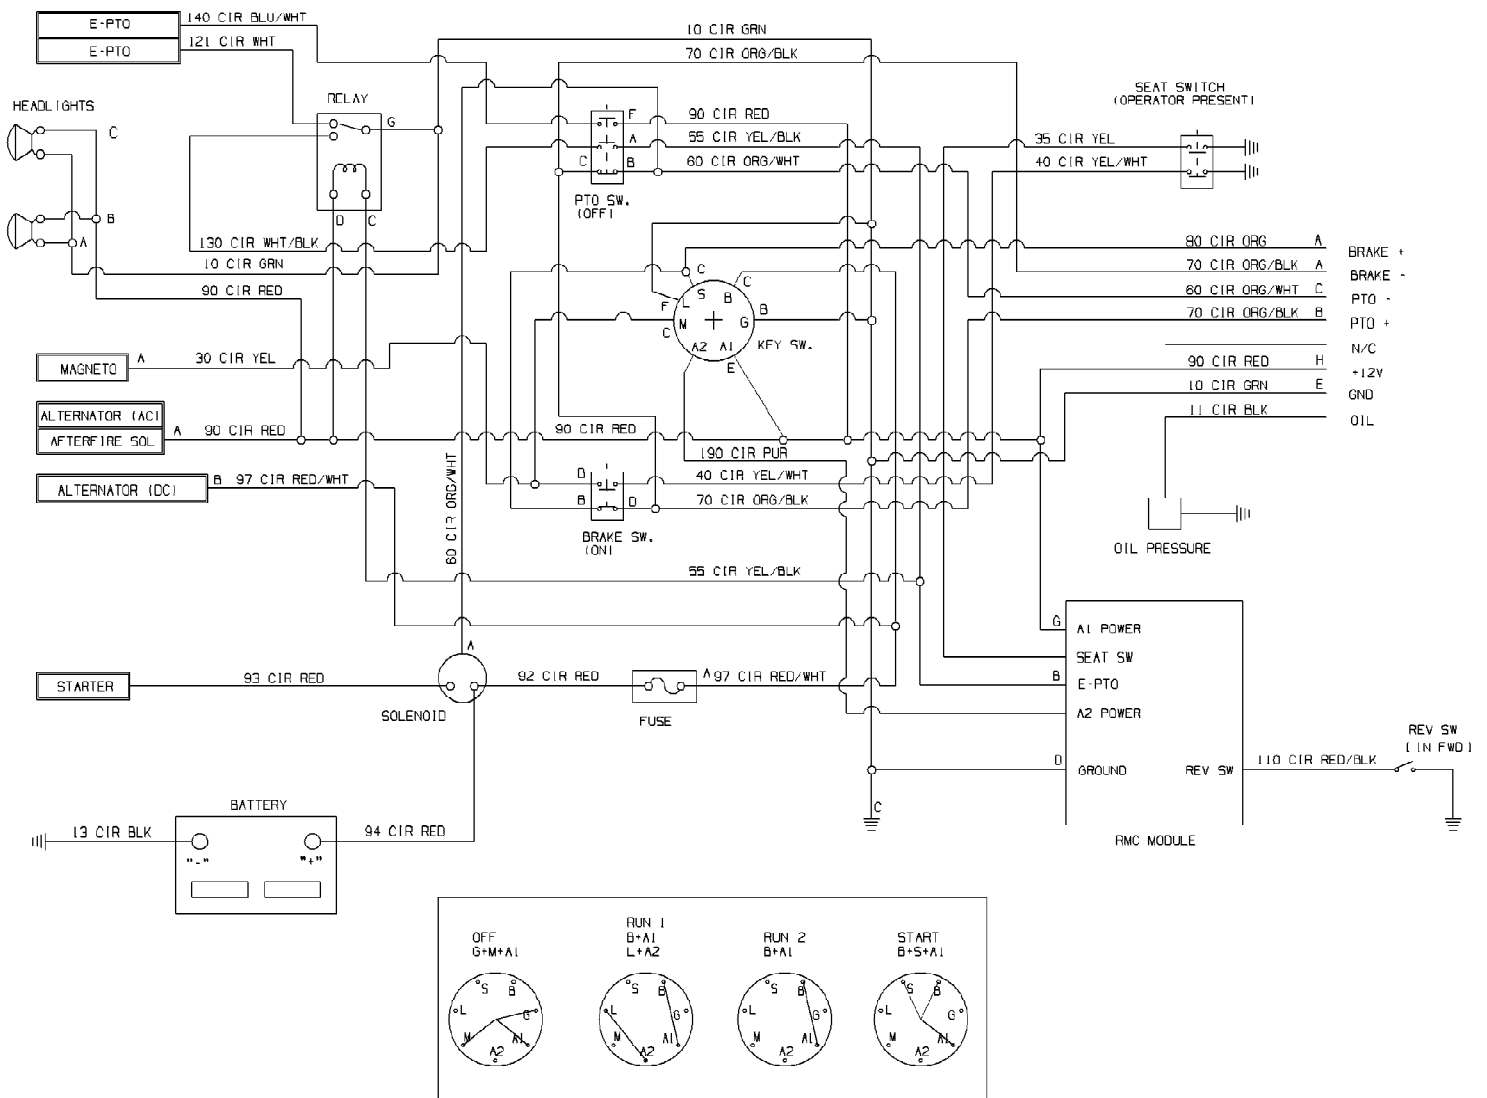 E-PTO
140 CIR BLU/WHT
E-PTO
121 CIR WHT
10 CIR GRN
70 CIR ORG/BLK
HEADLIGHTS
C
RELAY
G
F
90 CIR RED
A
55 CIR YEL/BLK
C
B
60 CIR ORG/WHT
SEAT SWITCH
(OPERATOR PRESENT)
35 CIR YEL
40 CIR YEL/WHT
PTO SW.
(OFF)
B
A
D
C
130 CIR WHT/BLK
10 CIR GRN
90 CIR RED
80 CIR ORG A
BRAKE +
70 CIR ORG/BLK A
BRAKE -
60 CIR ORG/WHT C
PTO -
70 CIR ORG/BLK B
PTO +
N/C
90 CIR RED H
+12V
10 CIR GRN E
GND
11 CIR BLK
OIL
C
C
S
B
F
L
B
M
G
C
A2 A1
KEY SW.
E
MAGNETO
A
30 CIR YEL
ALTERNATOR (AC)
AFTERFIRE SOL
A
90 CIR RED
90 CIR RED
190 CIR PUR
ALTERNATOR (DC)
B 97 CIR RED/WHT
60 CIR ORG/WHT
D
40 CIR YEL/WHT
B
D
70 CIR ORG/BLK
BRAKE SW.
(ON)
OIL PRESSURE
55 CIR YEL/BLK
G
A1 POWER
SEAT SW
B
E-PTO
A2 POWER
D
GROUND
REV SW
RMC MODULE
110 CIR RED/BLK
REV SW
(IN FWD)
A
STARTER
93 CIR RED
SOLENOID
92 CIR RED
FUSE
A 97 CIR RED/WHT
C
BATTERY
13 CIR BLK
94 CIR RED
"-"
"+"
OFF
G+M+A1
RUN 1
B+A1
L+A2
RUN 2
B+A1
START
B+S+A1
S B
L G
M A1
A2
S B
L G
M A1
A2
S B
L G
M A1
A2
S B
L G
M A1
A2